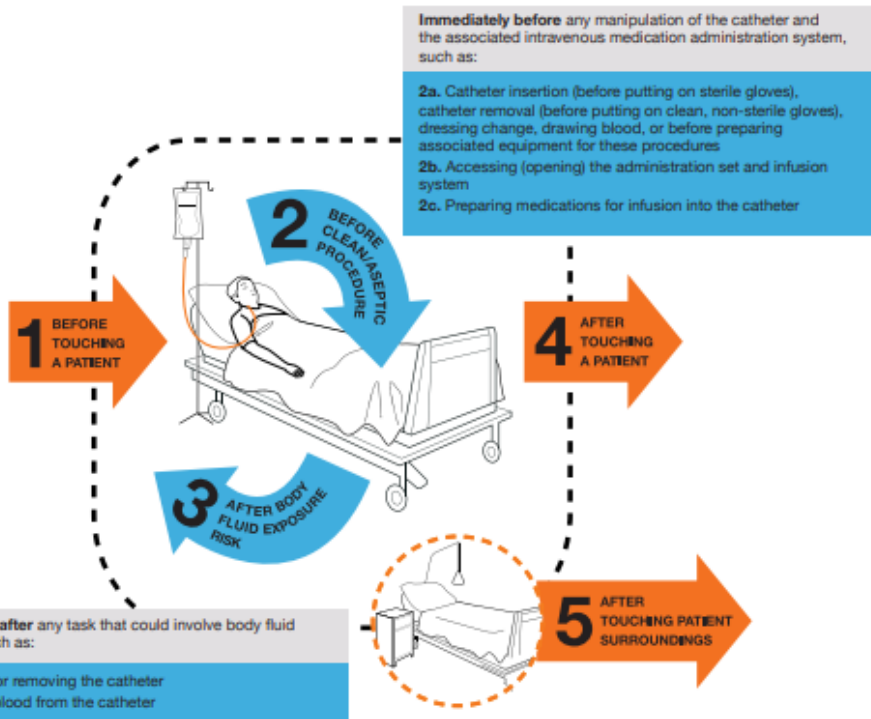 Immediately before any manipulation of the catheter and
the associated intravenous medication administration system,
such as:
2a. Catheter insertion (before putting on sterile gloves),
catheter removal (before putting on clean, non-sterile gloves),
dressing change, drawing blood, or before preparing
associated equipment for these procedures
2b. Accessing (opening) the administration set and infusion
system
2c. Preparing medications for infusion into the catheter
2 BEFORE
CLEAN/ASEPTIC
PROCEDURE
1 BEFORE
TOUCHING
A PATIENT
4 AFTER
TOUCHING
A PATIENT
3 AFTER BODY
FLUID EXPOSURE
RISK
5 AFTER
TOUCHING PATIENT
SURROUNDINGS
after any task that could involve body fluid
as:
or removing the catheter
blood from the catheter